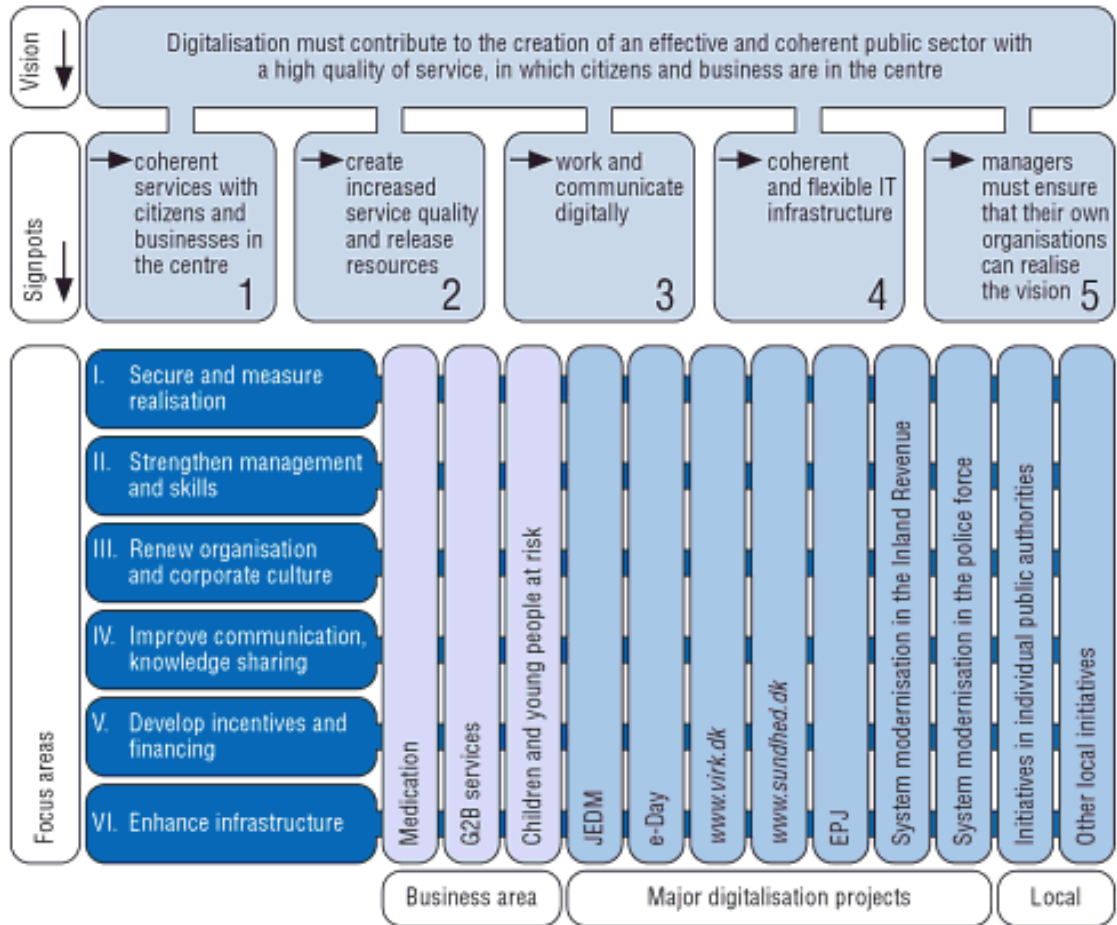 Vision
Digitalisation must contribute to the creation of an effective and coherent public sector with
a high quality of service, in which citizens and business are in the centre
Signpots
coherent
services with
citizens and
businesses in
the centre
1
create
increased
service quality
and release
resources
2
work and
communicate
digitally
3
coherent
and flexible IT
infrastructure
4
managers
must ensure
that their own
organisations
can realise
the vision
5
Focus areas
I. Secure and measure
realisation
II. Strengthen management
and skills
III. Renew organisation
and corporate culture
IV. Improve communication,
knowledge sharing
V. Develop incentives and
financing
VI. Enhance infrastructure
Medication
G2B services
Children and young people at risk
JEDM
e-Day
www.virk.dk
www.sundhed.dk
EPJ
System modernisation in the Inland Revenue
System modernisation in the police force
Initiatives in individual public authorities
Other local initiatives
Business area
Major digitalisation projects
Local